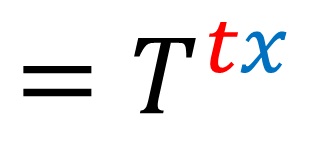 = T^{tx}